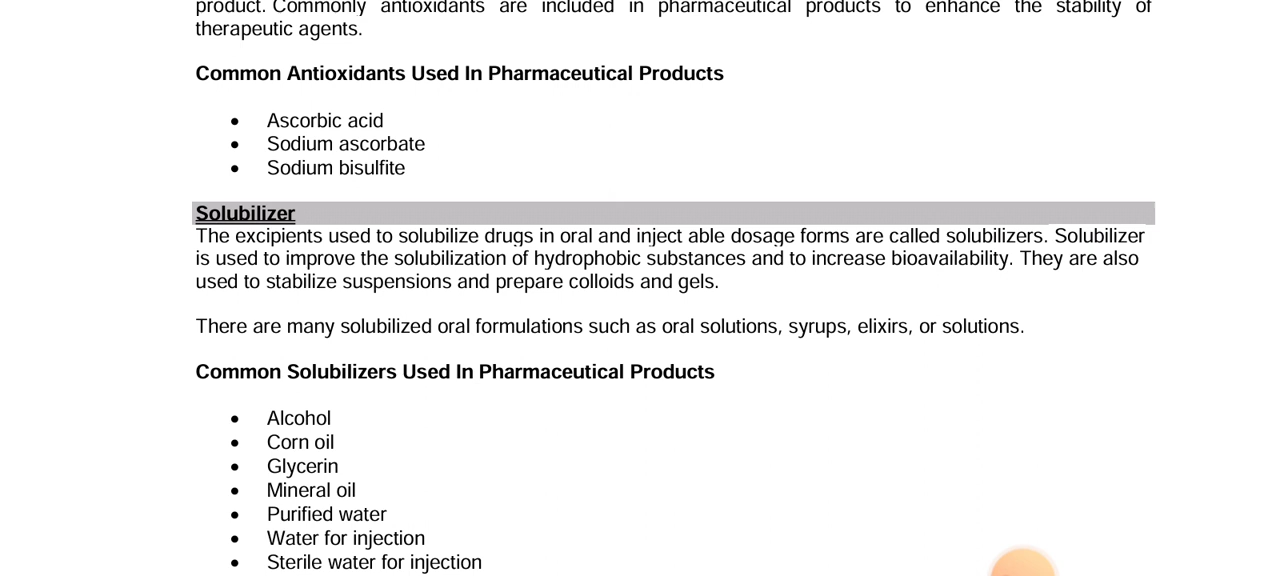 product. Commonly antioxidants are included in pharmaceutical products to enhance the stability of
therapeutic agents.
Common Antioxidants Used In Pharmaceutical Products
• Ascorbic acid
• Sodium ascorbate
• Sodium bisulfite
Solubilizer
The excipients used to solubilize drugs in oral and inject able dosage forms are called solubilizers. Solubilizer
is used to improve the solubilization of hydrophobic substances and to increase bioavailability. They are also
used to stabilize suspensions and prepare colloids and gels.
There are many solubilized oral formulations such as oral solutions, syrups, elixirs, or solutions.
Common Solubilizers Used In Pharmaceutical Products
• Alcohol
• Corn oil
• Glycerin
• Mineral oil
• Purified water
• Water for injection
• Sterile water for injection